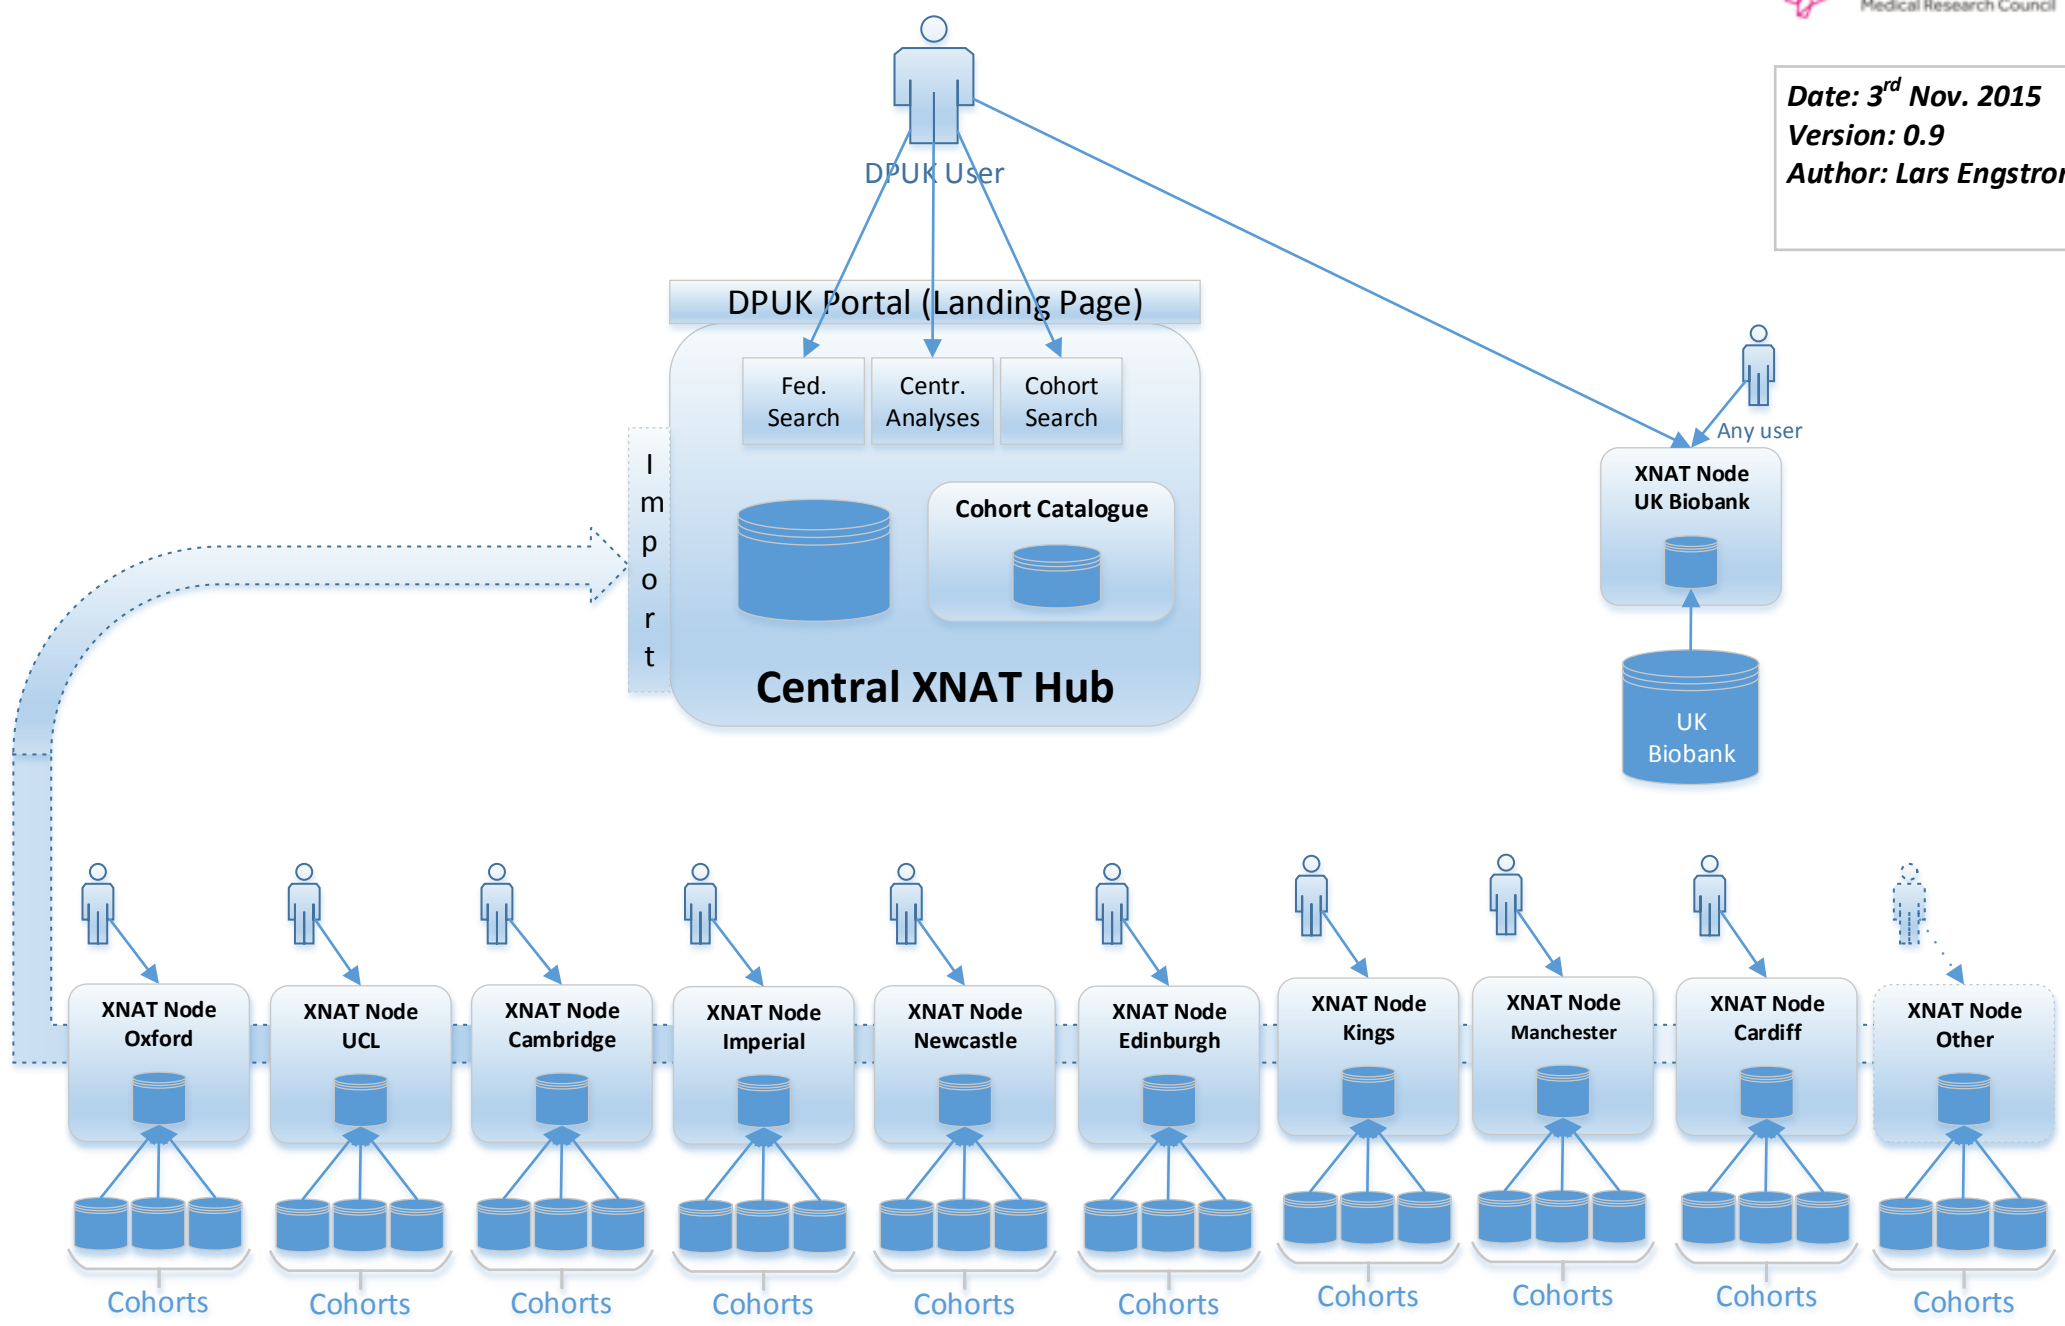 Medical Research Council
Date: 3rd Nov. 2015
Version: 0.9
Author: Lars Engstrom
DPUK User
DPUK Portal (Landing Page)
Fed.
Search
Centr.
Analyses
Cohort
Search
Import
Cohort Catalogue
Central XNAT Hub
Any user
XNAT Node
UK Biobank
UK
Biobank
XNAT Node
Oxford
XNAT Node
UCL
XNAT Node
Cambridge
XNAT Node
Imperial
XNAT Node
Newcastle
XNAT Node
Edinburgh
XNAT Node
Kings
XNAT Node
Manchester
XNAT Node
Cardiff
XNAT Node
Other
Cohorts
Cohorts
Cohorts
Cohorts
Cohorts
Cohorts
Cohorts
Cohorts
Cohorts
Cohorts